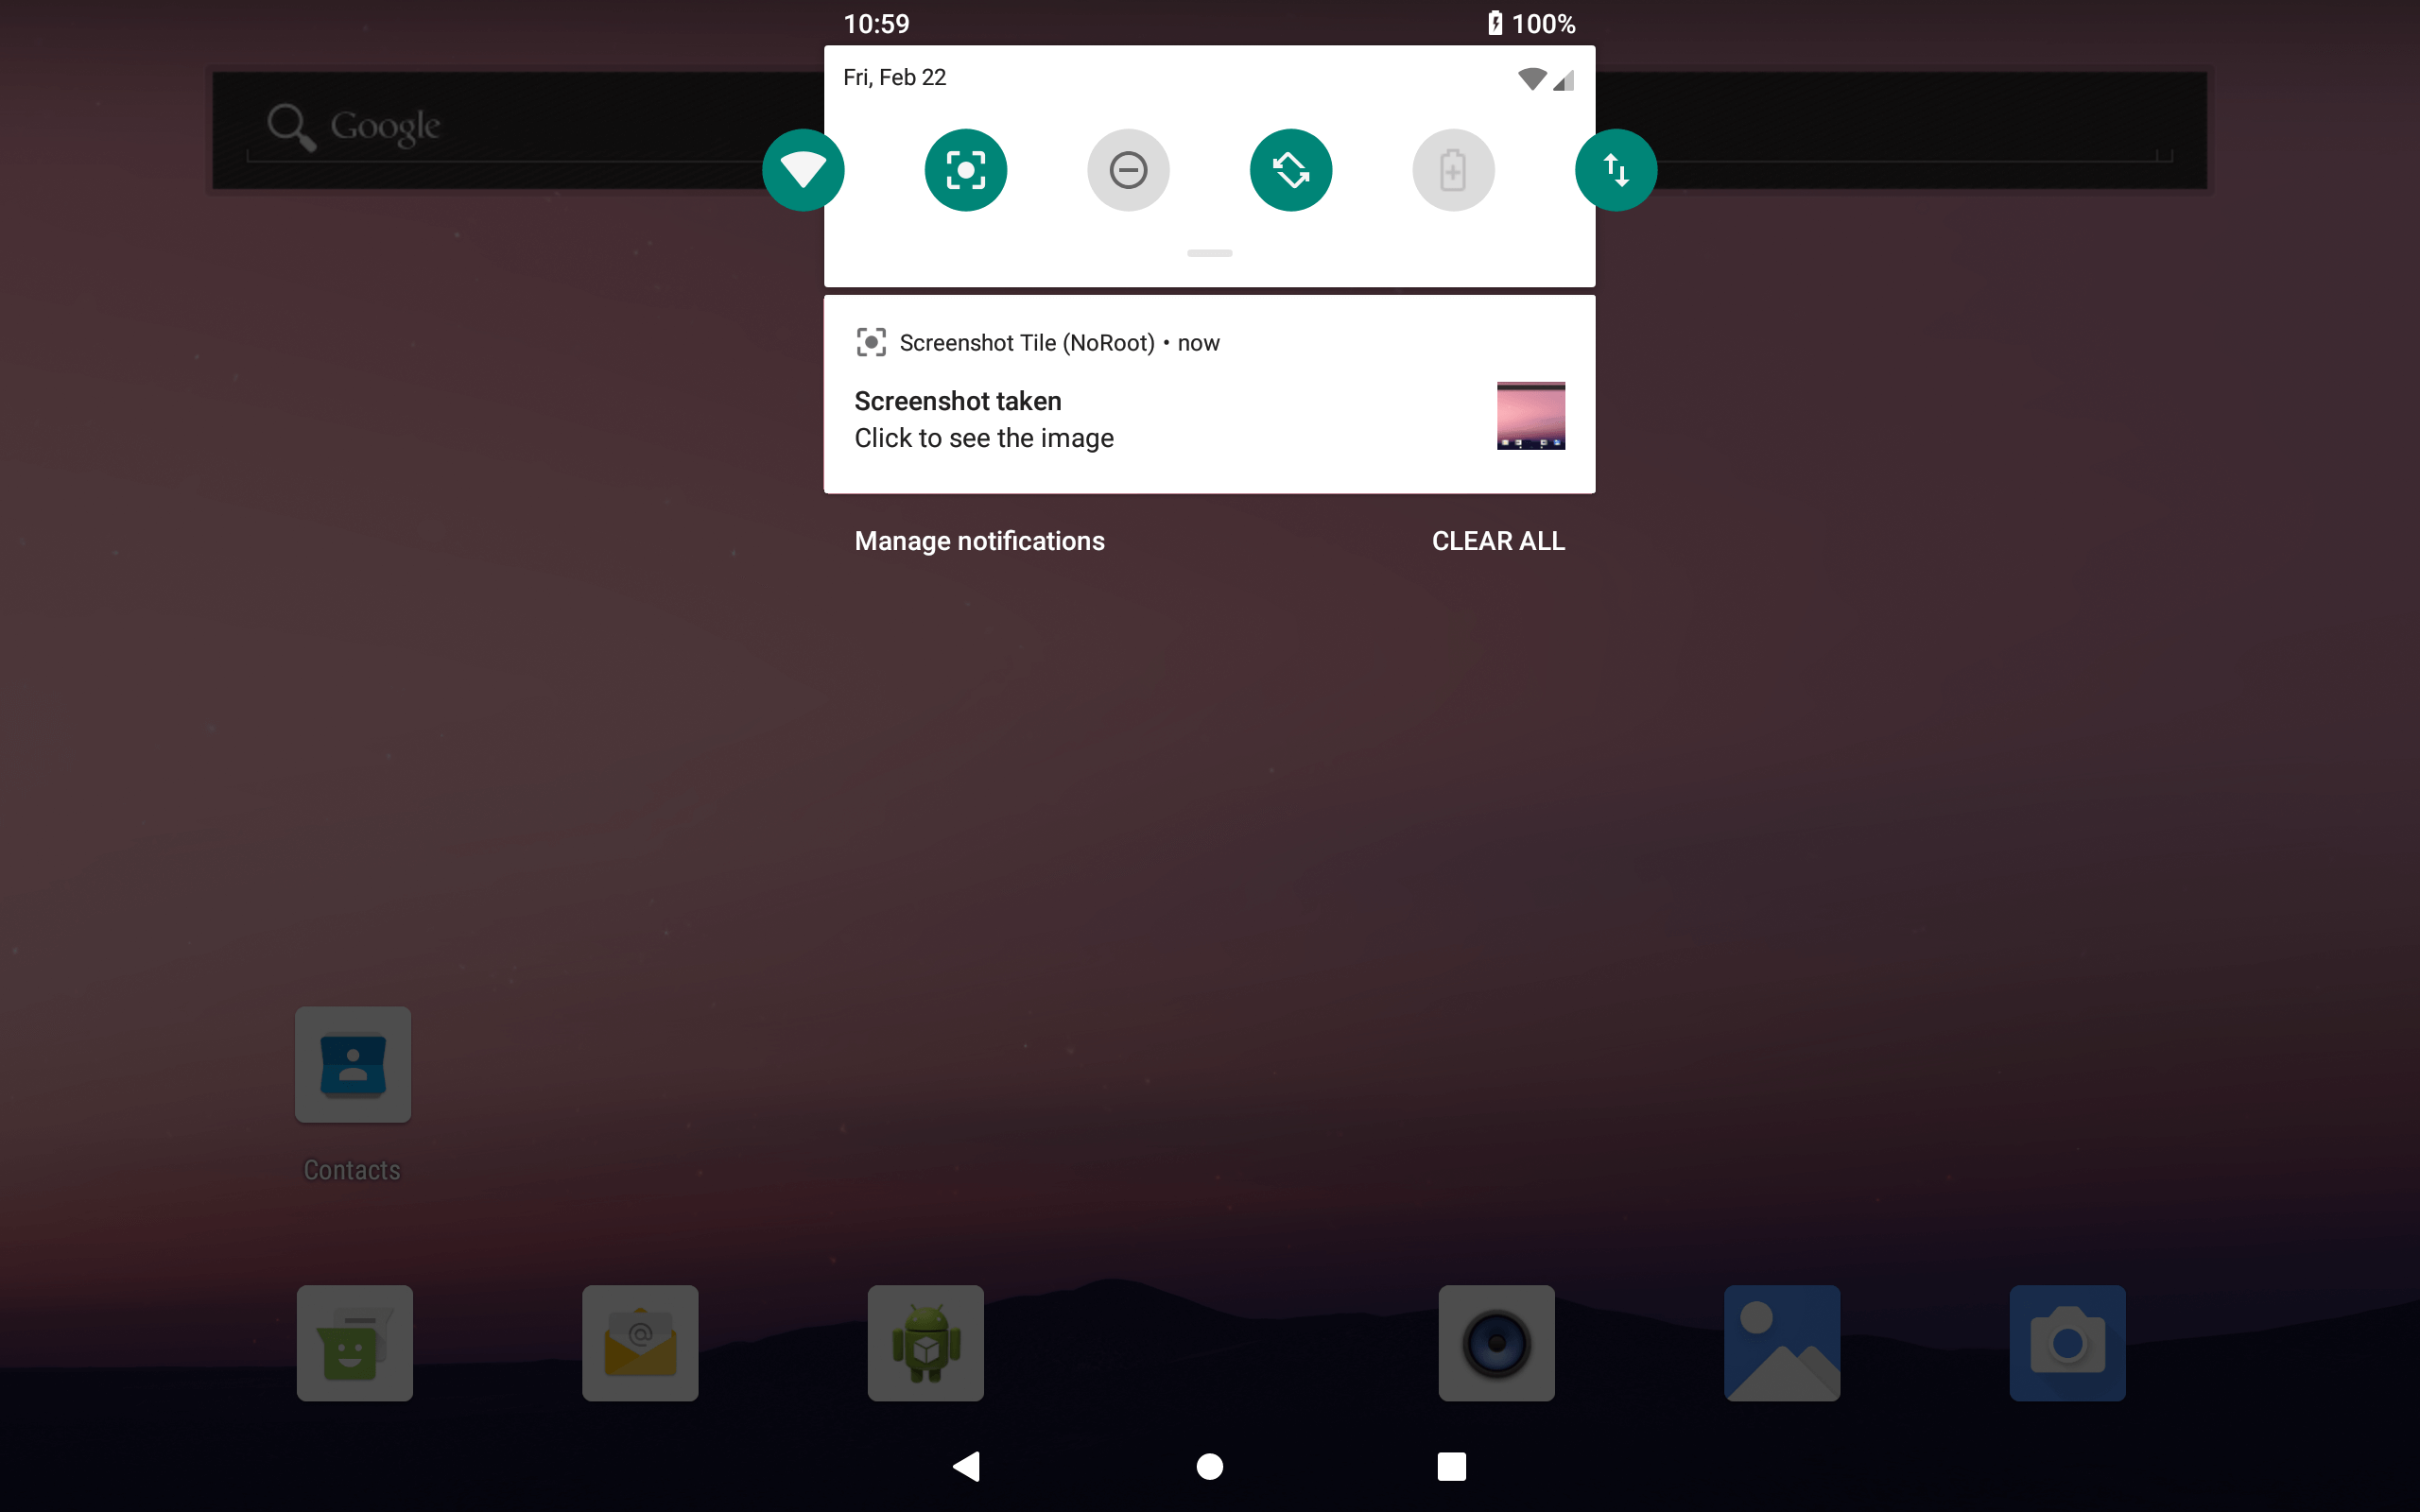 10:59
100%
Fri, Feb 22
Google
Screenshot Tile (NoRoot) • now
Screenshot taken
Click to see the image
Manage notifications
CLEAR ALL
Contacts
@